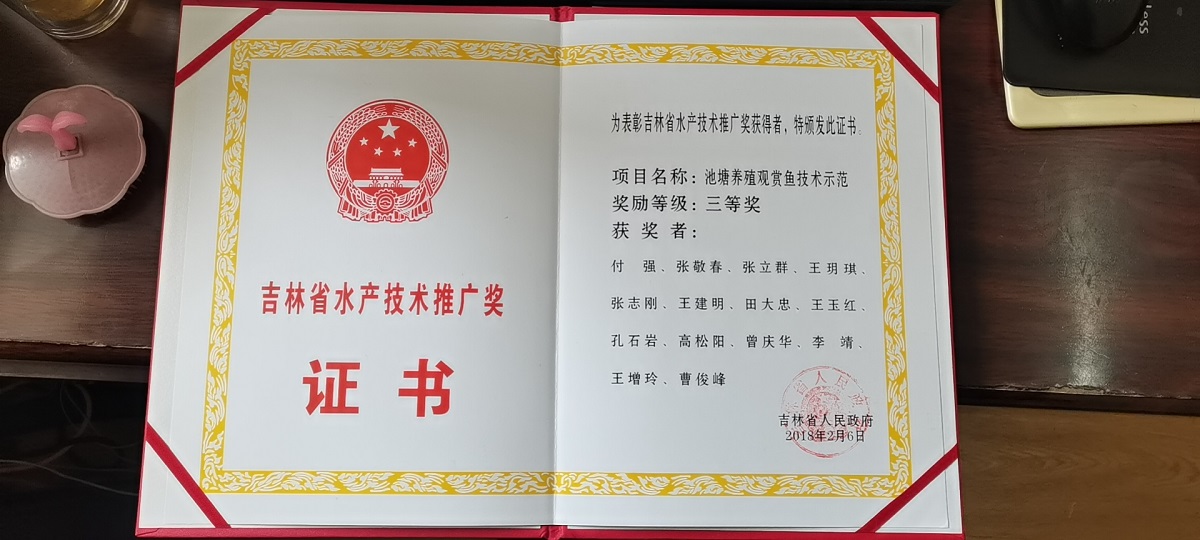 吉林省水产技术推广奖
证书
为表彰吉林省水产技术推广奖获得者，特颁发此证书。
项目名称：池塘养殖观赏鱼技术示范
奖励等级：三等奖
获奖者：
付强、张敬春、张立群、王玥琪、
张志刚、王建明、田大忠、王玉红、
孔石岩、高松阳、曾庆华、李靖、
王增玲、曹俊峰
吉林省人民政府
2018年2月6日